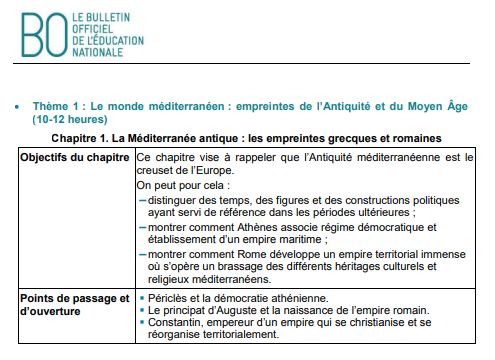 BO
LE BULLETIN
OFFICIEL
DE L'ÉDUCATION
NATIONALE
• Thème 1 : Le monde méditerranéen : empreintes de l'Antiquité et du Moyen Âge
(10-12 heures)
Chapitre 1. La Méditerranée antique : les empreintes grecques et romaines
Objectifs du chapitre
Ce chapitre vise à rappeler que l'Antiquité méditerranéenne est le
creuset de l'Europe.
On peut pour cela :
– distinguer des temps, des figures et des constructions politiques
ayant servi de référence dans les périodes ultérieures ;
– montrer comment Athènes associe régime démocratique et
établissement d'un empire maritime ;
– montrer comment Rome développe un empire territorial immense
où s'opère un brassage des différents héritages culturels et
religieux méditerranéens.
Points de passage et
d'ouverture
▪ Périclès et la démocratie athénienne.
▪ Le principat d'Auguste et la naissance de l'empire romain.
▪ Constantin, empereur d'un empire qui se christianise et se
réorganise territorialement.